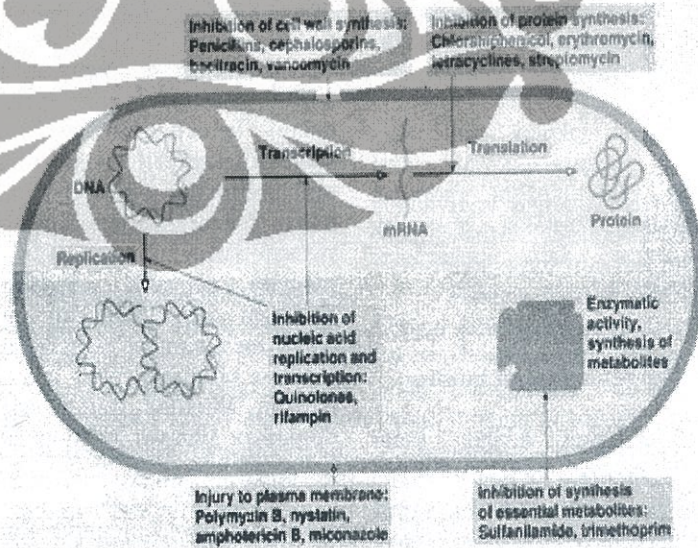 Inhibition of cell wall synthesis:
Penicillins, cephalosporins,
bacitracin, vancomycin
Inhibition of protein synthesis:
Chloramphenicol, erythromycin,
tetracyclines, streptomycin
Transcription
Translation
DNA
mRNA
Protein
Replication
Inhibition of
nucleic acid
replication and
transcription:
Quinolones,
rifampin
Enzymatic
activity,
synthesis of
metabolites
Injury to plasma membrane:
Polymyxin B, nystatin,
amphotericin B, miconazole
Inhibition of synthesis
of essential metabolites:
Sulfanilamide, trimethoprim